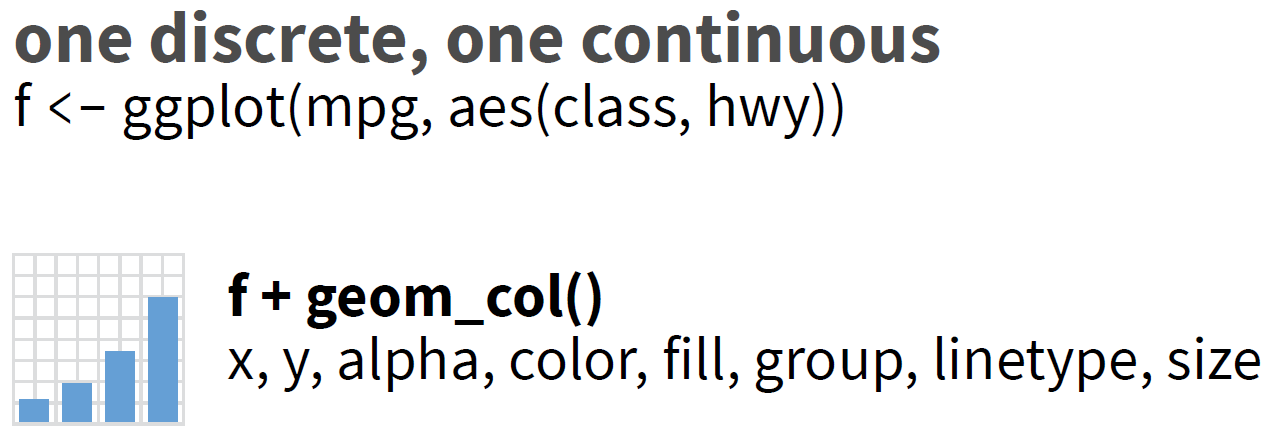 one discrete, one continuous
f <- ggplot(mpg, aes(class, hwy))
f + geom_col()
x, y, alpha, color, fill, group, linetype, size